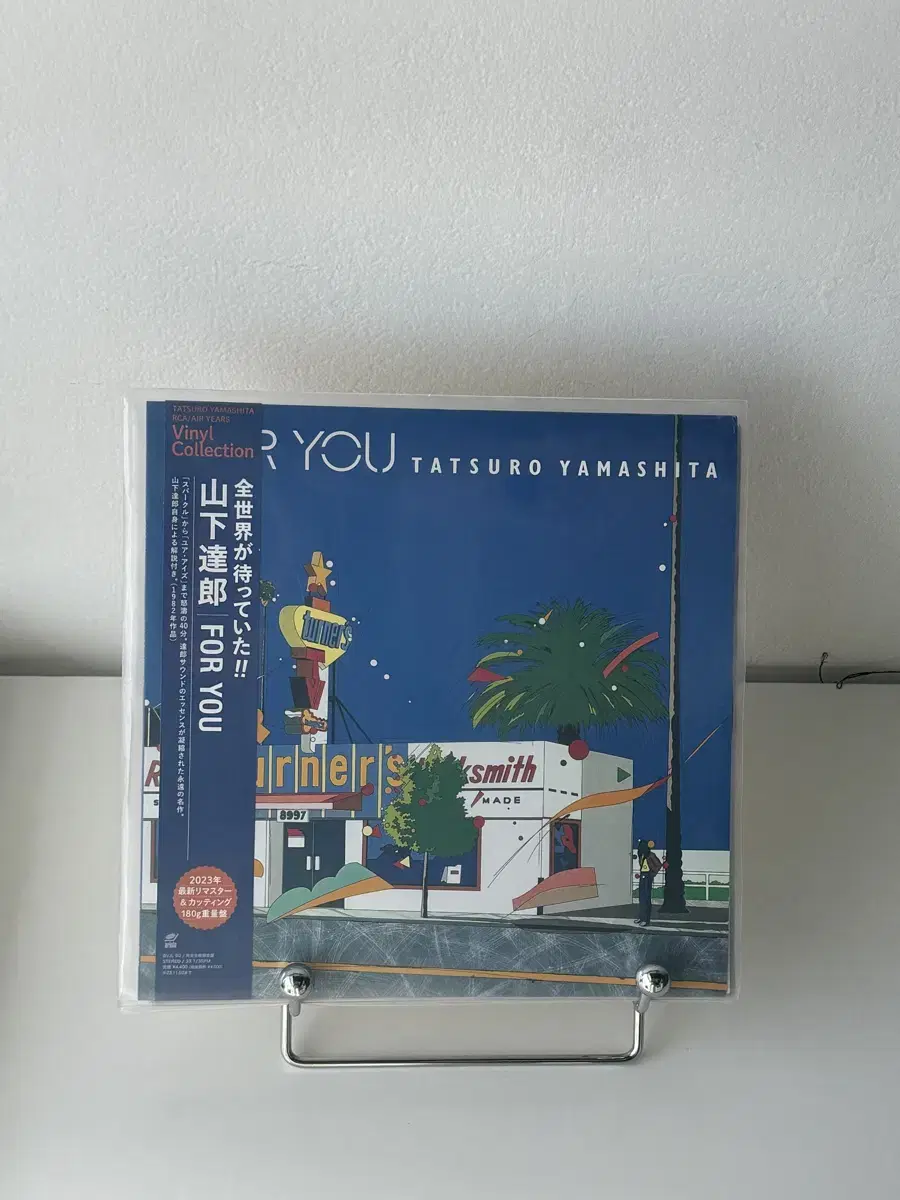 TATSURO YAMASHITA
RCA/AIR YEARS
Vinyl
Collection
全世界が待っていた!!
山下達郎 | FOR YOU
「スパークル」から「ユア・アイズ」まで怒濤の40分。達郎サウンドのエッセンスが凝縮された永遠の名作。
山下達郎自身による解説付き。(1982年作品)
2023年
最新リマスター
&カッティング
180g重量盤
R YOU
TATSURO YAMASHITA
turner's
urner's
ksmith
MADE
8997
R
S